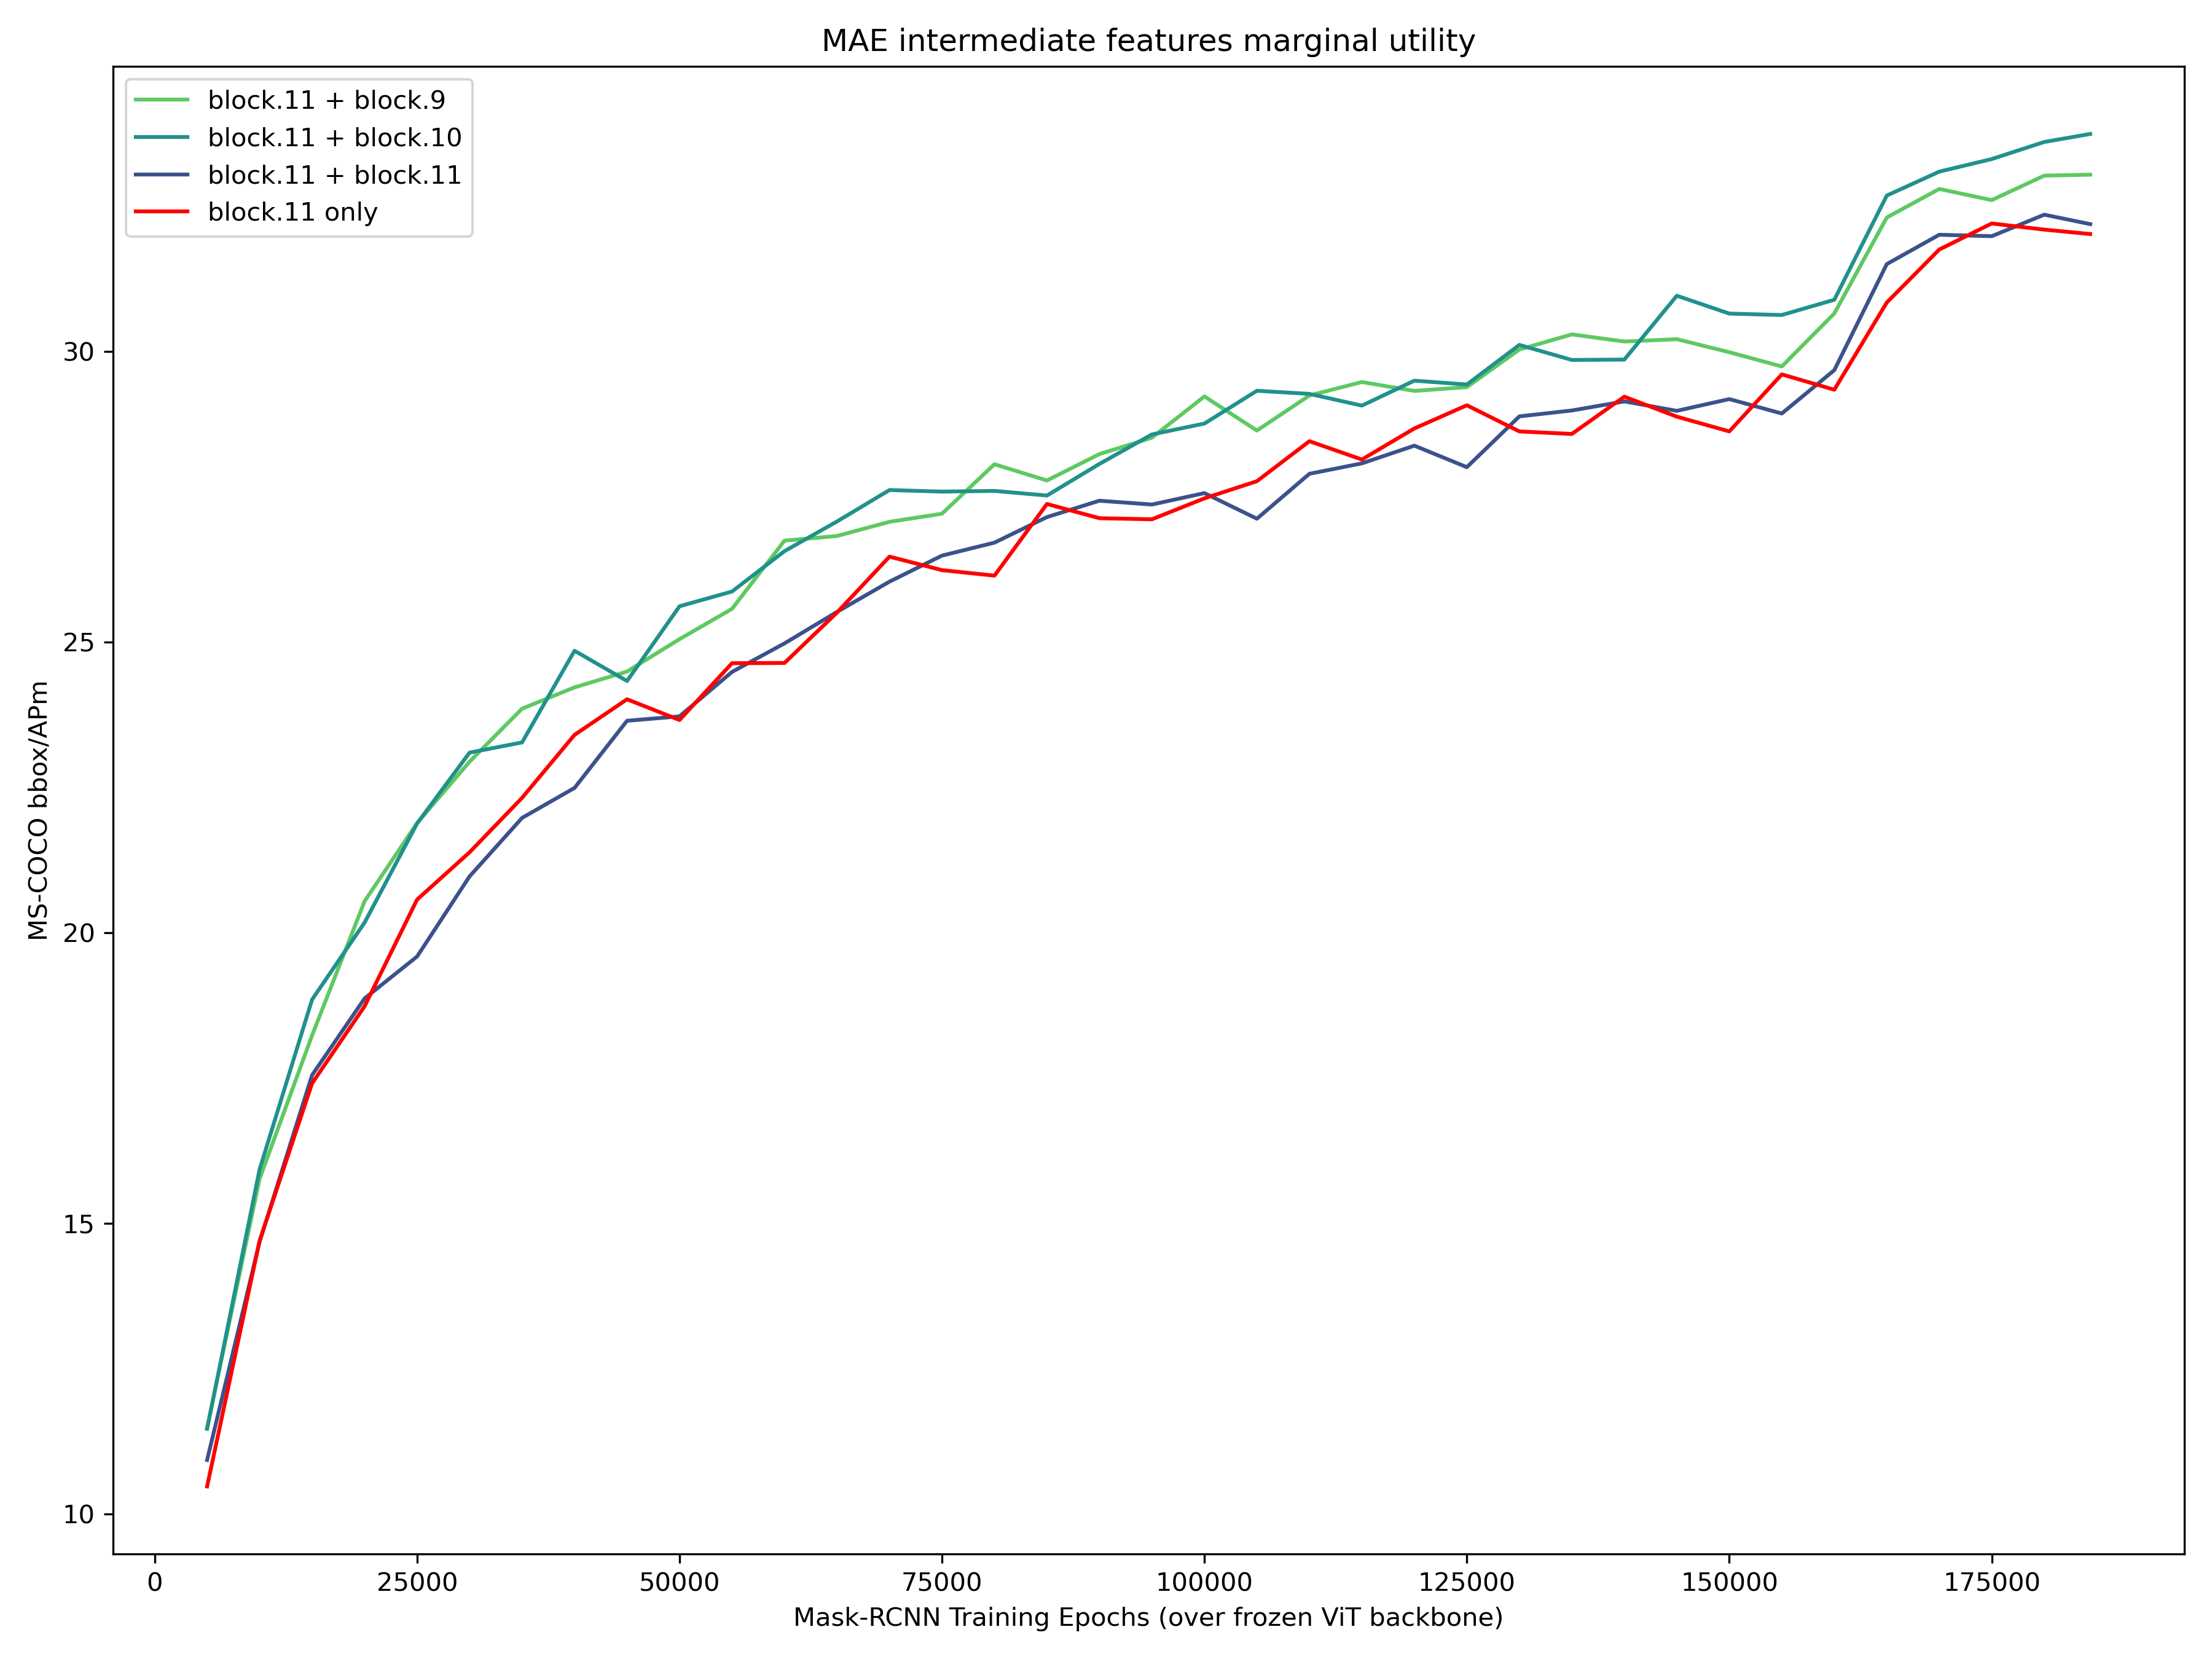 MAE intermediate features marginal utility
block.11 + block.9
block.11 + block.10
block.11 + block.11
block.11 only
MS-COCO bbox/APm
30
25
20
15
10
0
25000
50000
75000
100000
125000
150000
175000
Mask-RCNN Training Epochs (over frozen ViT backbone)